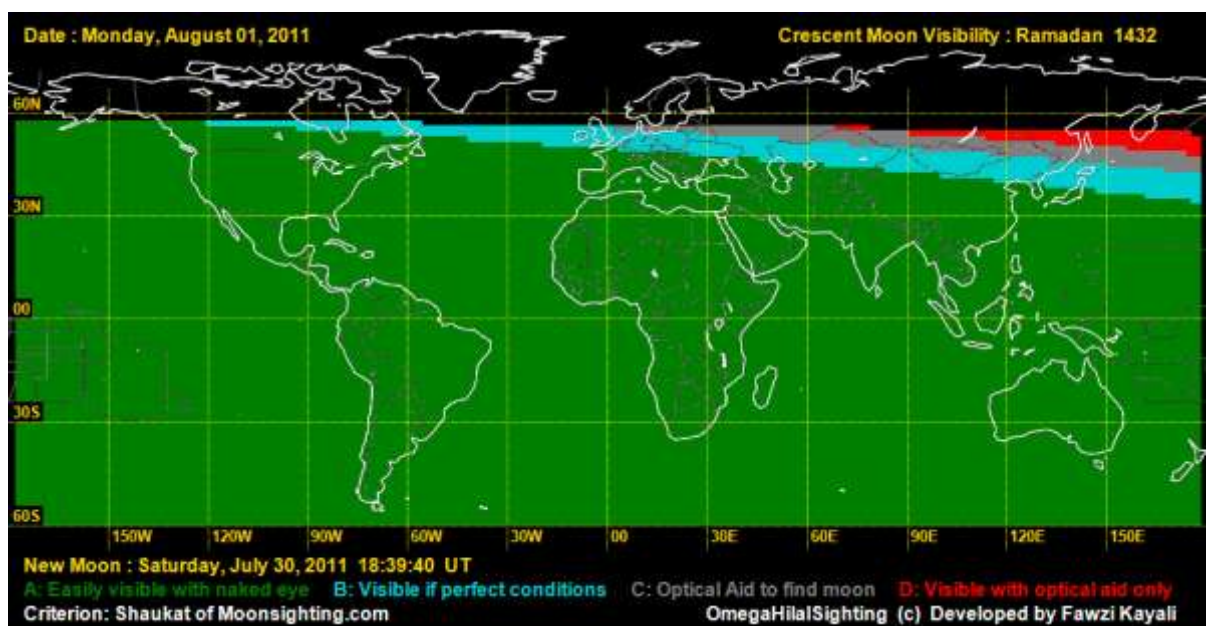 Date : Monday, August 01, 2011
Crescent Moon Visibility : Ramadan 1432
60N
30N
00
30S
60S
150W 120W 90W 60W 30W 00 30E 60E 90E 120E 150E
New Moon : Saturday, July 30, 2011 18:39:40 UT
A: Easily visible with naked eye B: Visible if perfect conditions C: Optical Aid to find moon D: Visible with optical aid only
Criterion: Shaukat of Moonsighting.com
OmegaHilalSighting (c) Developed by Fawzi Kayali